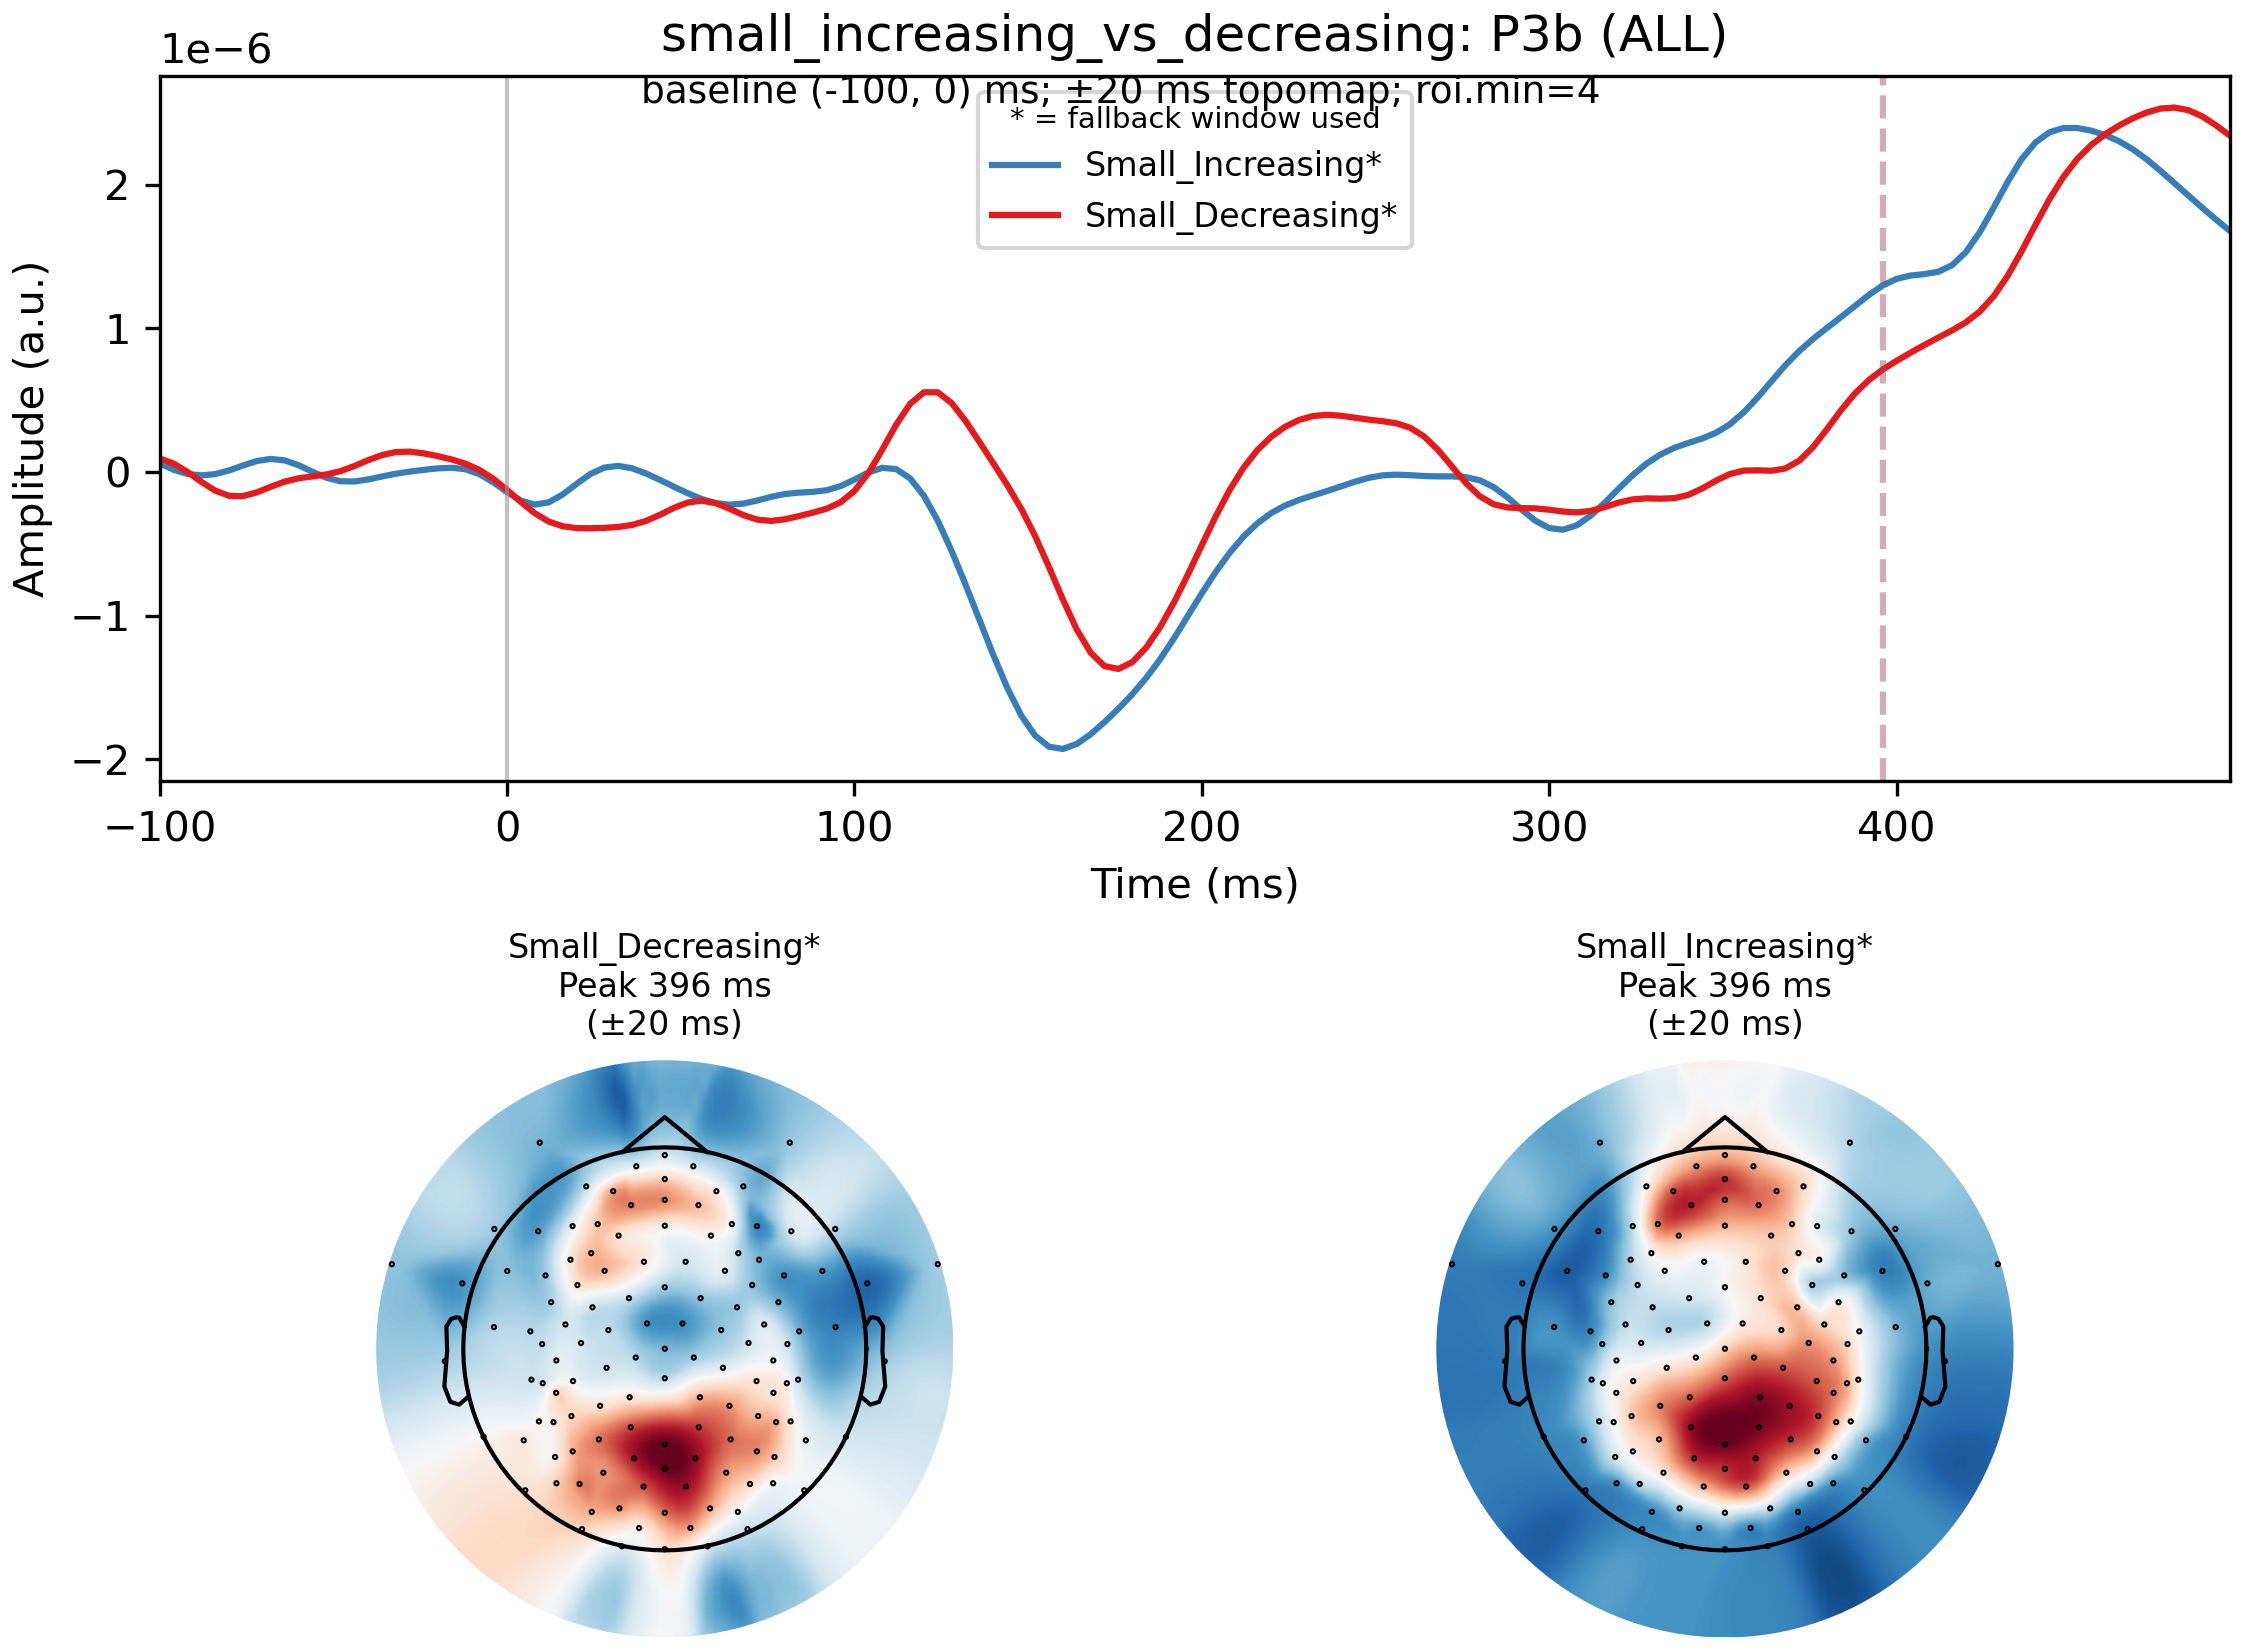 small_increasing_vs_decreasing: P3b (ALL)
1e−6
baseline (-100, 0) ms; ±20 ms topomap; roi.min=4
* = fallback window used
Small_Increasing*
Small_Decreasing*
Amplitude (a.u.)
2
1
0
−1
−2
−100
0
100
200
300
400
Time (ms)
Small_Decreasing*
Peak 396 ms
(±20 ms)
Small_Increasing*
Peak 396 ms
(±20 ms)